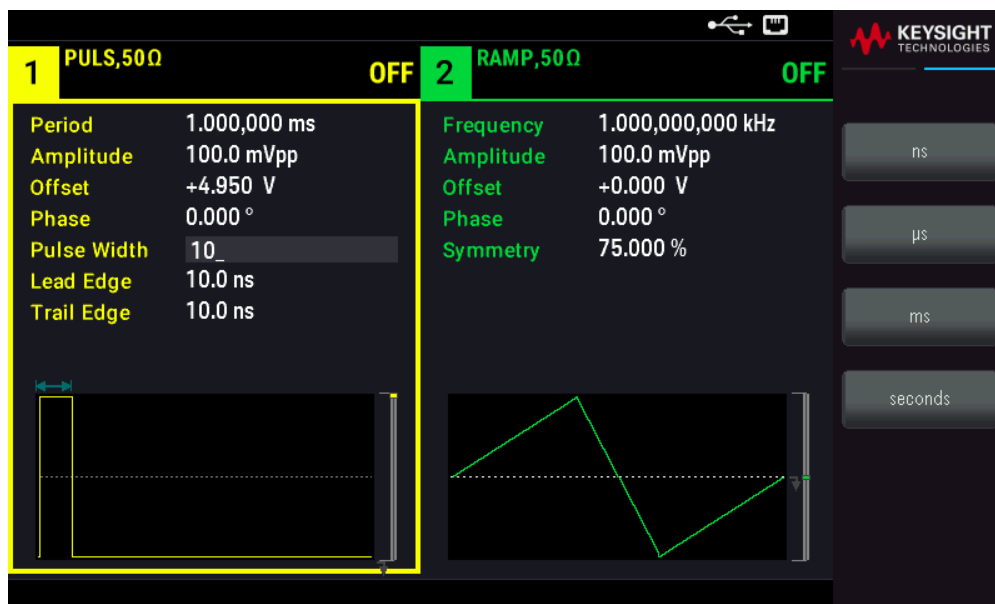 KEYSIGHT
TECHNOLOGIES
1 PULS,50Ω OFF
2 RAMP,50Ω OFF
Period 1.000,000 ms
Amplitude 100.0 mVpp
Offset +4.950 V
Phase 0.000 °
Pulse Width 10_
Lead Edge 10.0 ns
Trail Edge 10.0 ns
Frequency 1.000,000,000 kHz
Amplitude 100.0 mVpp
Offset +0.000 V
Phase 0.000 °
Symmetry 75.000 %
ns
µs
ms
seconds